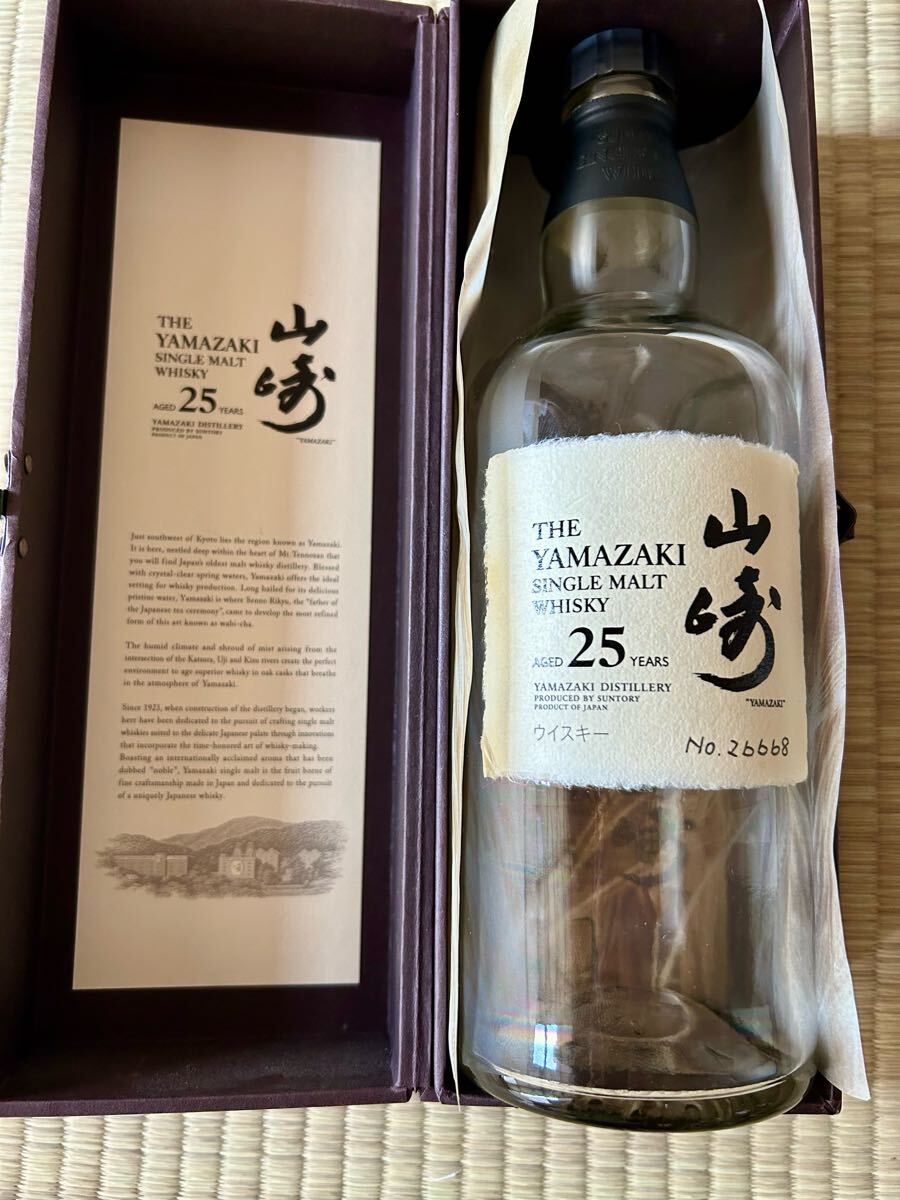 THE
YAMAZAKI
SINGLE MALT
WHISKY
AGED 25 YEARS
YAMAZAKI DISTILLERY
PRODUCED BY SUNTORY
PRODUCT OF JAPAN
山崎
"YAMAZAKI"
Just southwest of Kyoto lies the region known as Yamazaki.
It is here, nestled deep within the heart of Mt. Tennozan that
you will find Japan's oldest malt whisky distillery. Blessed
with crystal-clear spring waters, Yamazaki offers the ideal
setting for whisky production. Long hailed for its delicious
pristine water, Yamazaki is where Senno Rikyu, the "father of
the Japanese tea ceremony", came to develop the most refined
form of this art known as wabi-cha.
The humid climate and shroud of mist arising from the
intersection of the Katsura, Uji and Kizu rivers create the perfect
environment to age superior whisky in oak casks that breathe
in the atmosphere of Yamazaki.
Since 1923, when construction of the distillery began, workers
here have been dedicated to the pursuit of crafting single malt
whiskies suited to the delicate Japanese palate through innovations
that incorporate the time-honored art of whisky-making.
Boasting an internationally acclaimed aroma that has been
dubbed "noble", Yamazaki single malt is the fruit borne of
fine craftsmanship made in Japan and dedicated to the pursuit
of a uniquely Japanese whisky.
THE
YAMAZAKI
SINGLE MALT
WHISKY
AGED 25 YEARS
YAMAZAKI DISTILLERY
PRODUCED BY SUNTORY
PRODUCT OF JAPAN
ウイスキー
山崎
"YAMAZAKI"
No. 26668